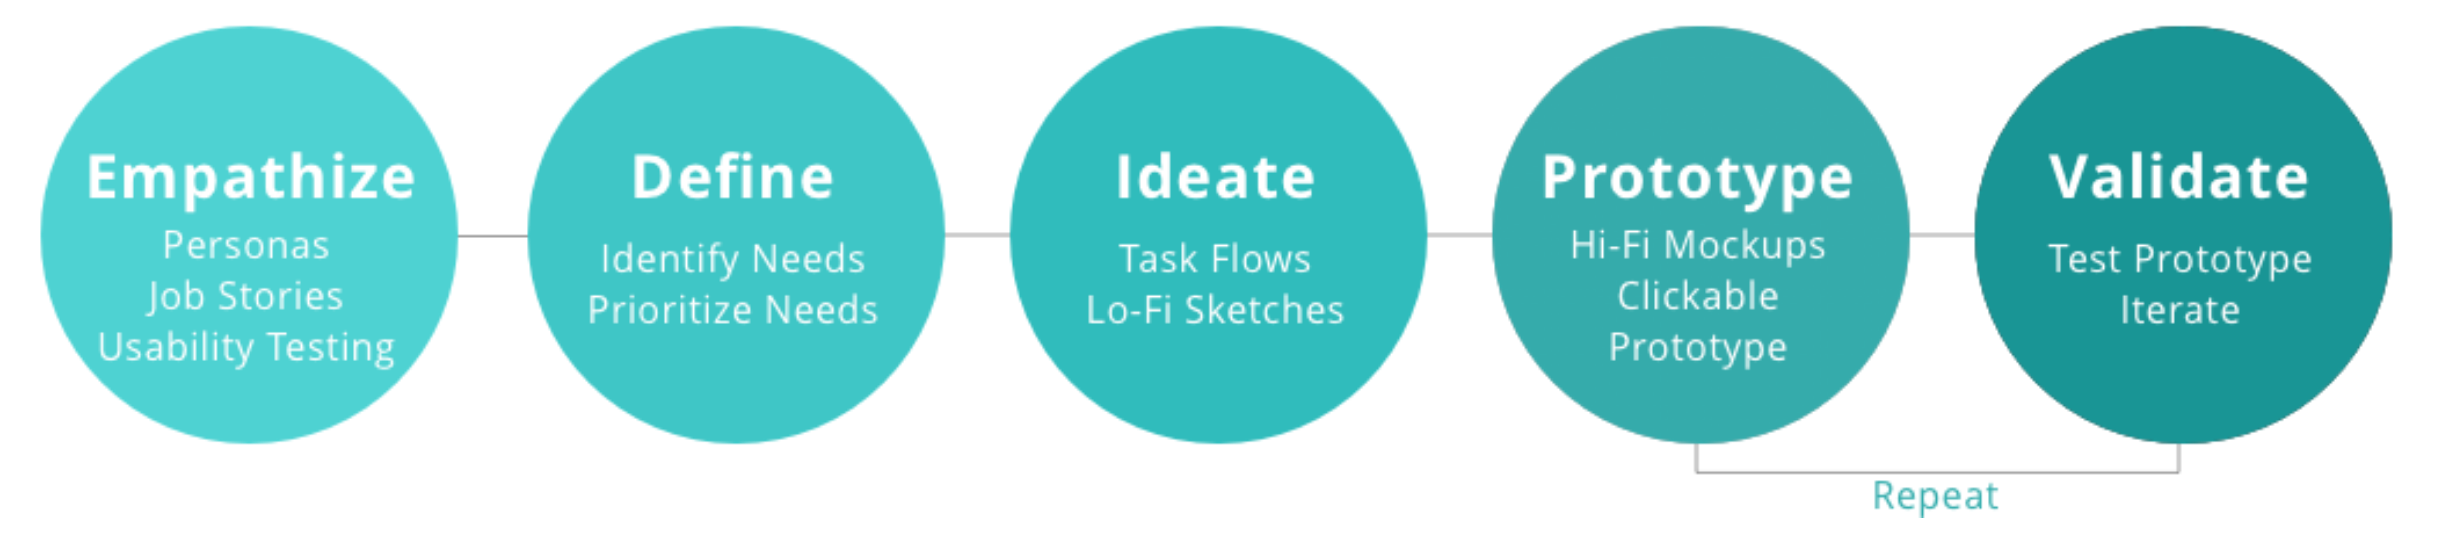 Empathize
Personas
Job Stories
Usability Testing
Define
Identify Needs
Prioritize Needs
Ideate
Task Flows
Lo-Fi Sketches
Prototype
Hi-Fi Mockups
Clickable
Prototype
Validate
Test Prototype
Iterate
Repeat